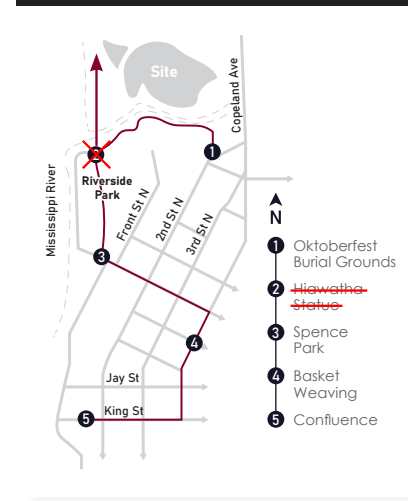 Site
Copeland Ave
1
Riverside
Park
Mississippi River
Front St N
2nd St N
3rd St N
3
4
Jay St
King St
5
N
1 Oktoberfest
Burial Grounds
2 Hiawatha
Statue
3 Spence
Park
4 Basket
Weaving
5 Confluence